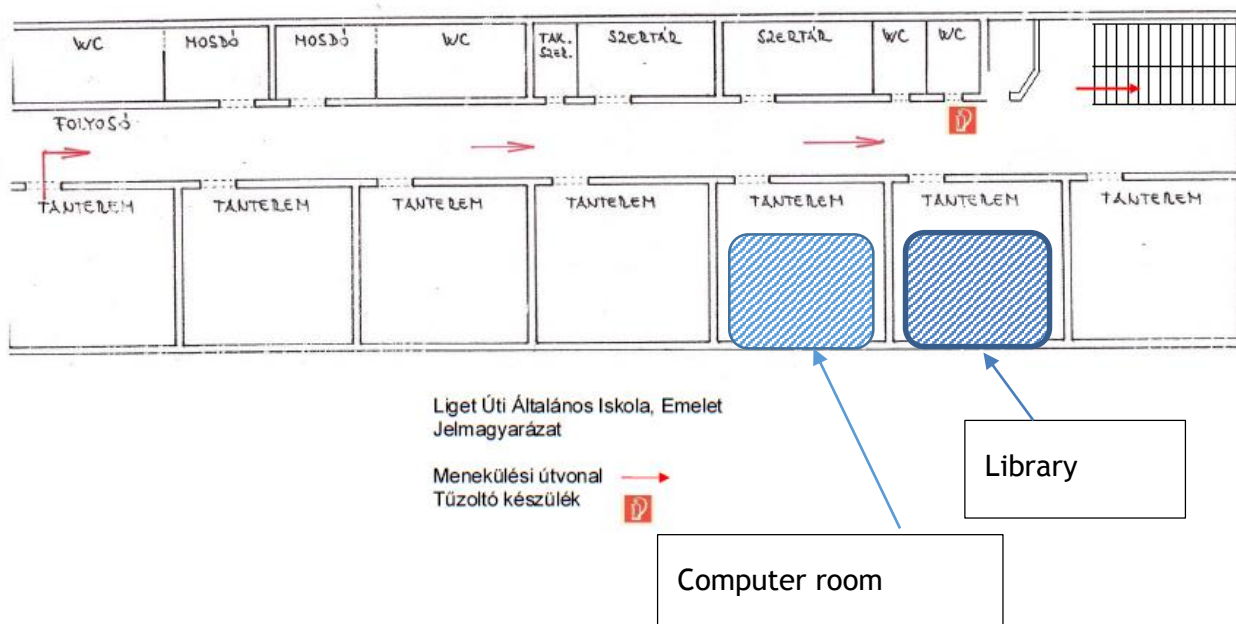 WC
MOSDÓ
MOSDÓ
WC
TAK.
SZER.
SZERTÁR
SZERTÁR
WC
WC
FOLYOSÓ
TANTEREM
TANTEREM
TANTEREM
TANTEREM
TANTEREM
TANTEREM
TANTEREM
Liget Úti Általános Iskola, Emelet
Jelmagyarázat
Menekülési útvonal
Tűzoltó készülék
Library
Computer room